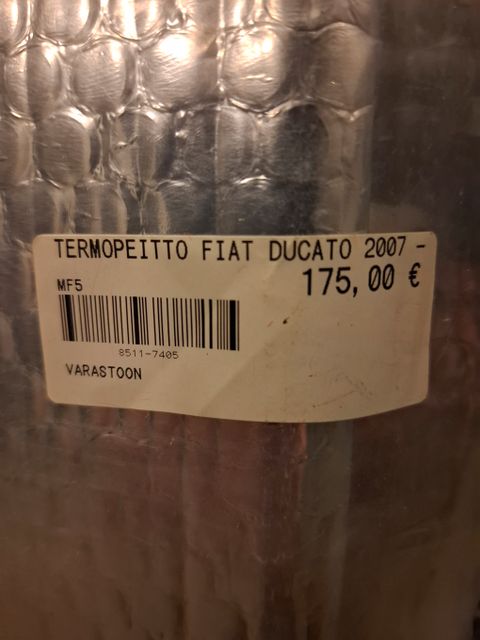 TERMOPEITTO FIAT DUCATO 2007 -
MF5
175,00 €
8511-7405
VARASTOON